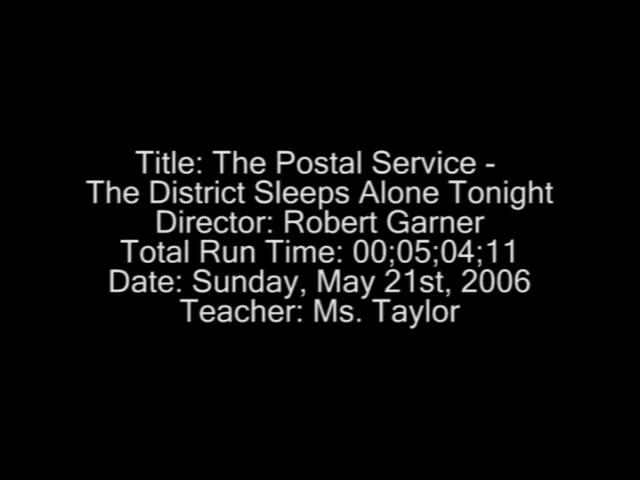 Title: The Postal Service -
The District Sleeps Alone Tonight
Director: Robert Garner
Total Run Time: 00;05;04;11
Date: Sunday, May 21st, 2006
Teacher: Ms. Taylor